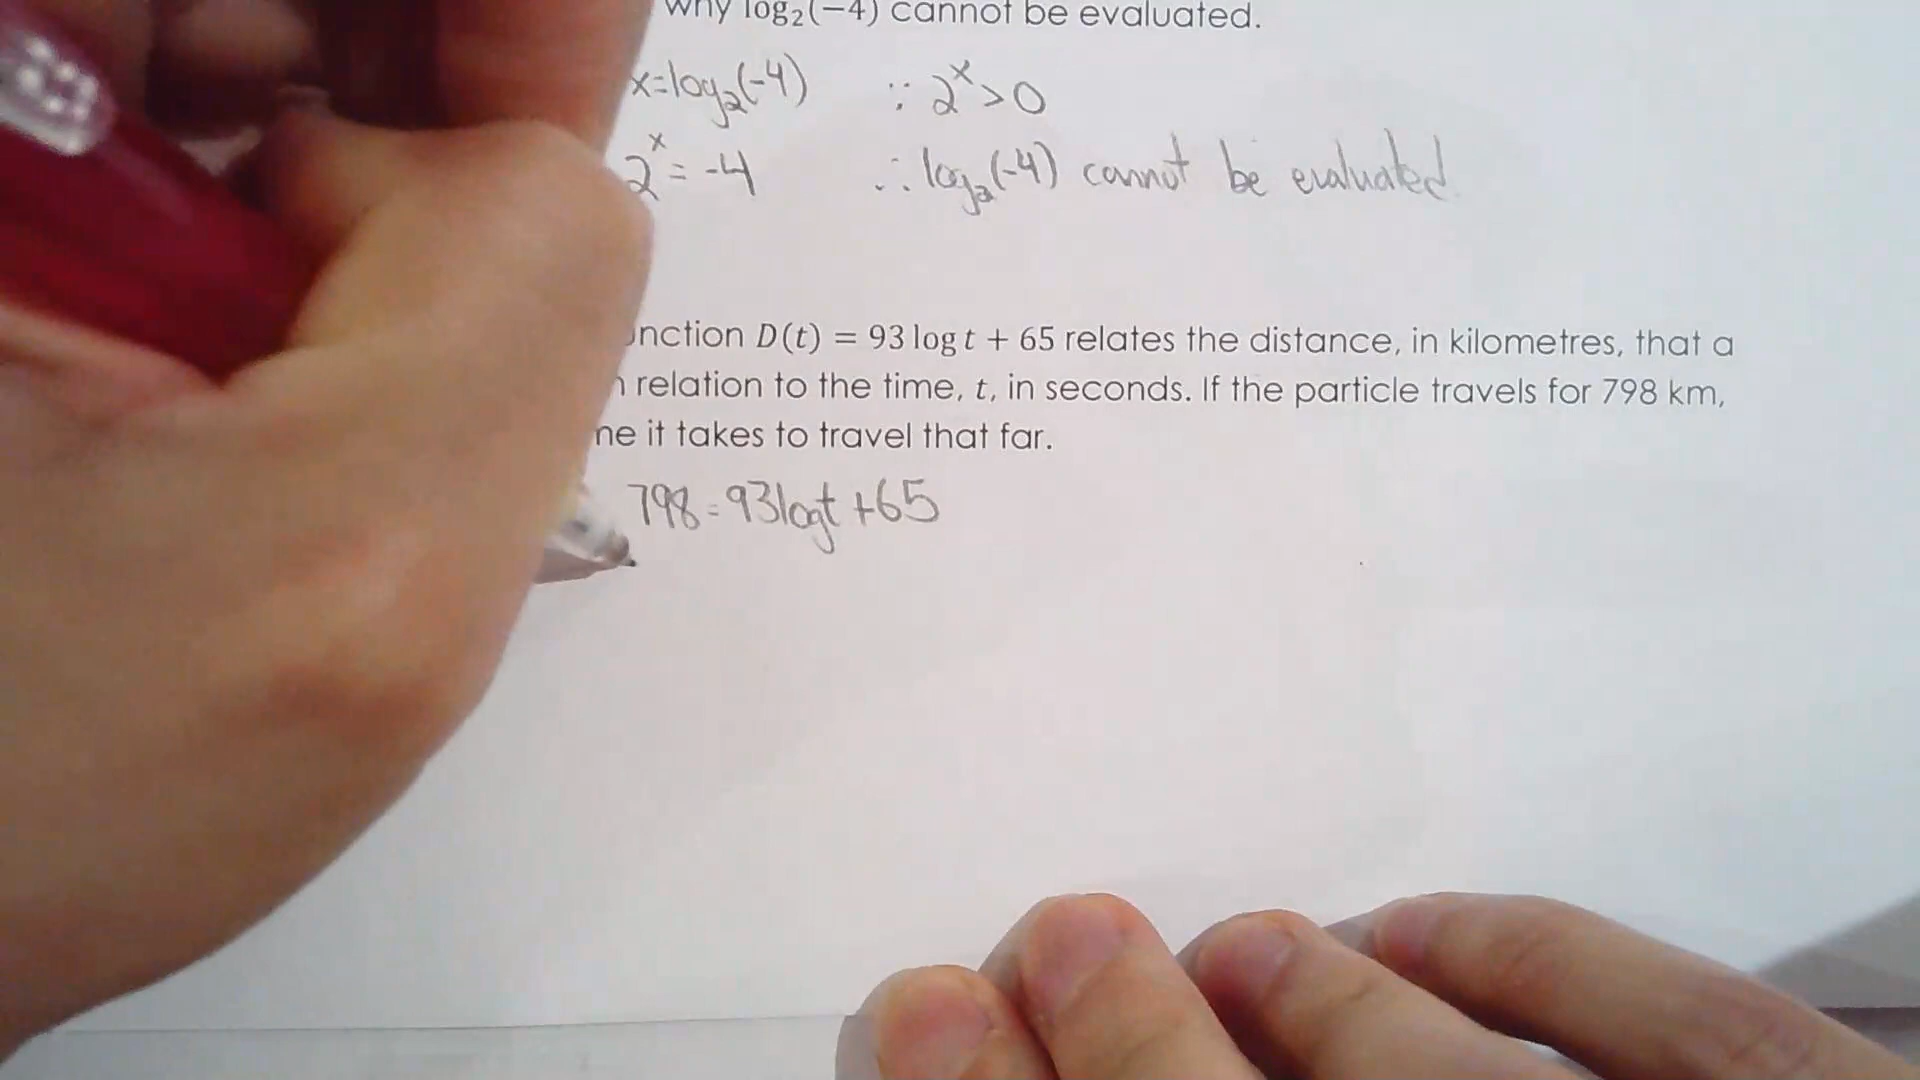 why log₂(−4) cannot be evaluated.
x=log₂(-4) ∵ 2ˣ>0
2ˣ = -4 ∴ log₂(-4) cannot be evaluated.
D(t) = 93 log t + 65 relates the distance, in kilometres, that a
relation to the time, t, in seconds. If the particle travels for 798 km,
it takes to travel that far.
798 = 93logt +65